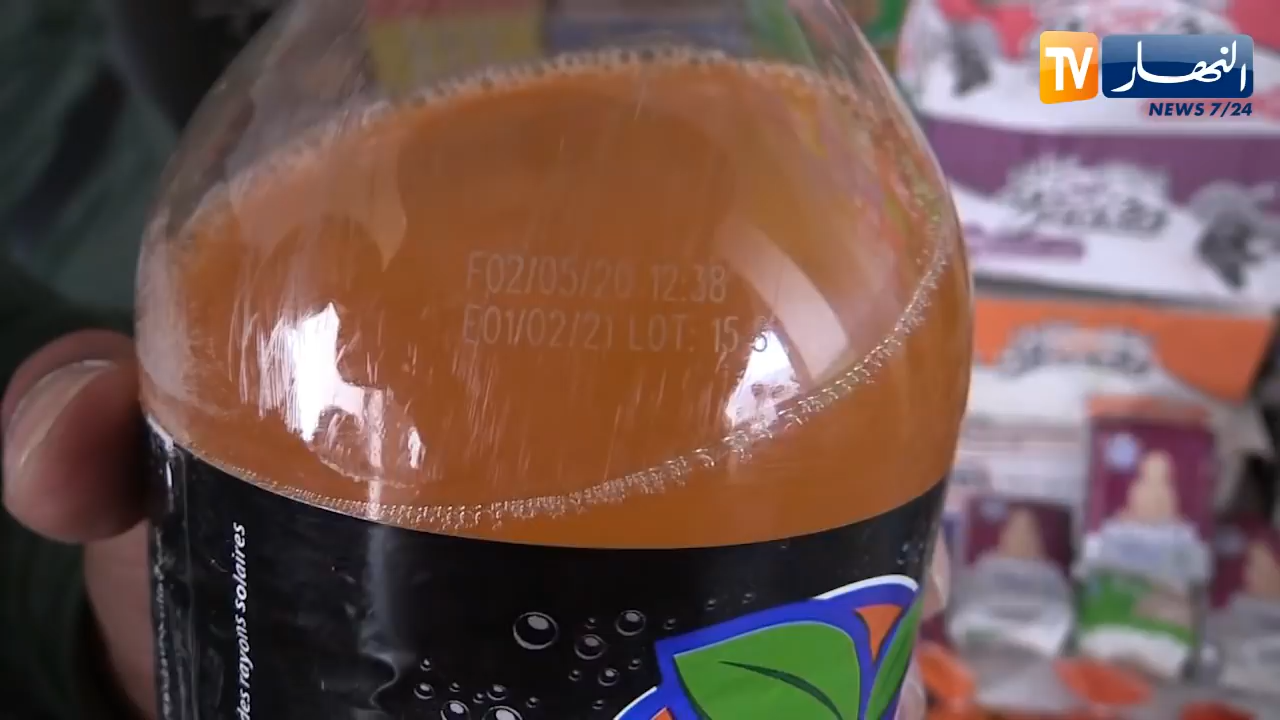 TV النهار
NEWS 7/24
F02/05/20 12:38
E01/02/21 LOT: 15
des rayons solaires